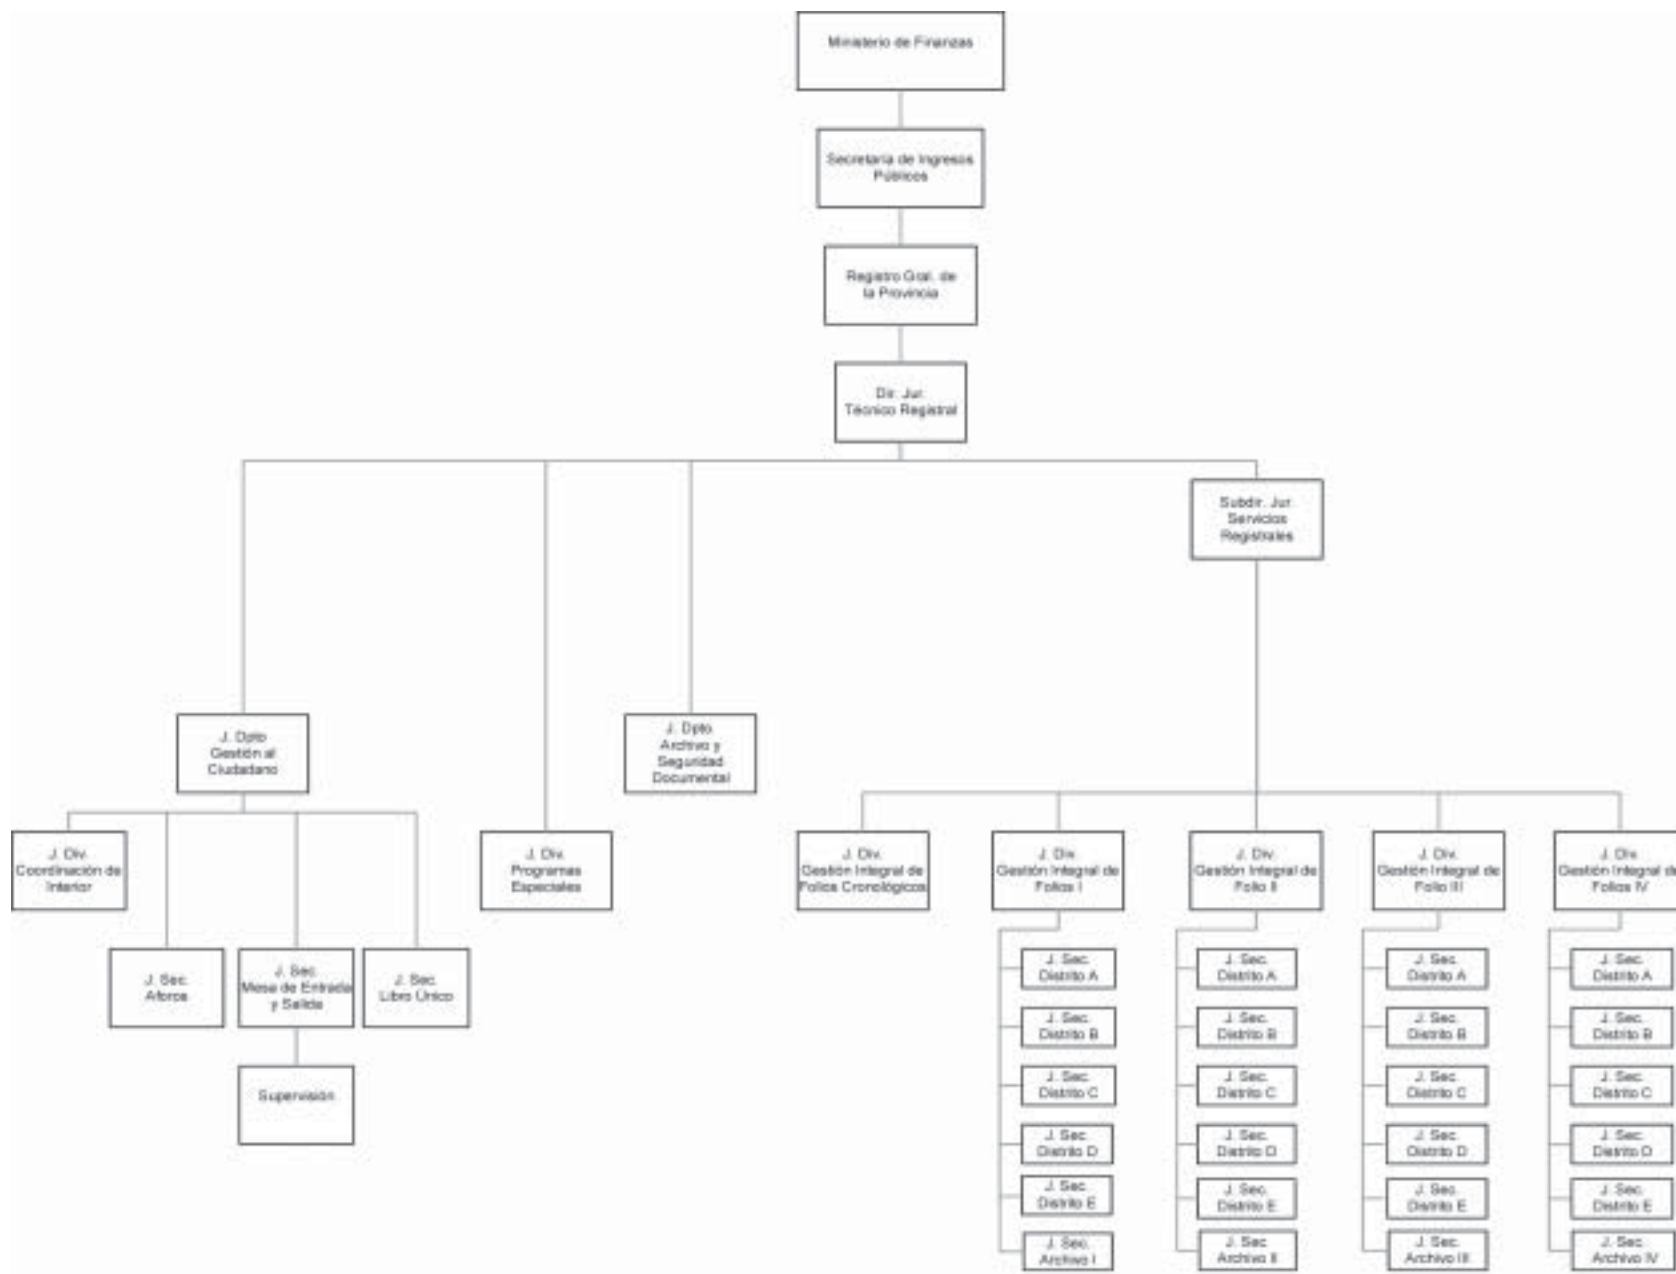 Ministerio de Finanzas
Secretaría de Ingresos
Públicos
Registro Gral. de
la Provincia
Dir. Jur.
Técnico Registral
Subdir. Jur.
Servicios
Registrales
J. Dpto
Gestión al
Ciudadano
J. Dpto.
Archivo y
Seguridad
Documental
J. Div.
Coordinación de
Interior
J. Div.
Programas
Especiales
J. Div.
Gestión Integral de
Folios Cronológicos
J. Div.
Gestión Integral de
Folios I
J. Div.
Gestión Integral de
Folio II
J. Div.
Gestión Integral de
Folio III
J. Div.
Gestión Integral de
Folios IV
J. Sec.
Aforos
J. Sec.
Mesa de Entrada
y Salida
J. Sec.
Libro Único
Supervisión
J. Sec.
Distrito A
J. Sec.
Distrito B
J. Sec.
Distrito C
J. Sec.
Distrito D
J. Sec.
Distrito E
J. Sec.
Archivo I
J. Sec.
Distrito A
J. Sec.
Distrito B
J. Sec.
Distrito C
J. Sec.
Distrito D
J. Sec.
Distrito E
J. Sec
Archivo II
J. Sec.
Distrito A
J. Sec.
Distrito B
J. Sec.
Distrito C
J. Sec.
Distrito D
J. Sec.
Distrito E
J. Sec.
Archivo III
J. Sec.
Distrito A
J. Sec.
Distrito B
J. Sec.
Distrito C
J. Sec.
Distrito D
J. Sec.
Distrito E
J. Sec.
Archivo IV